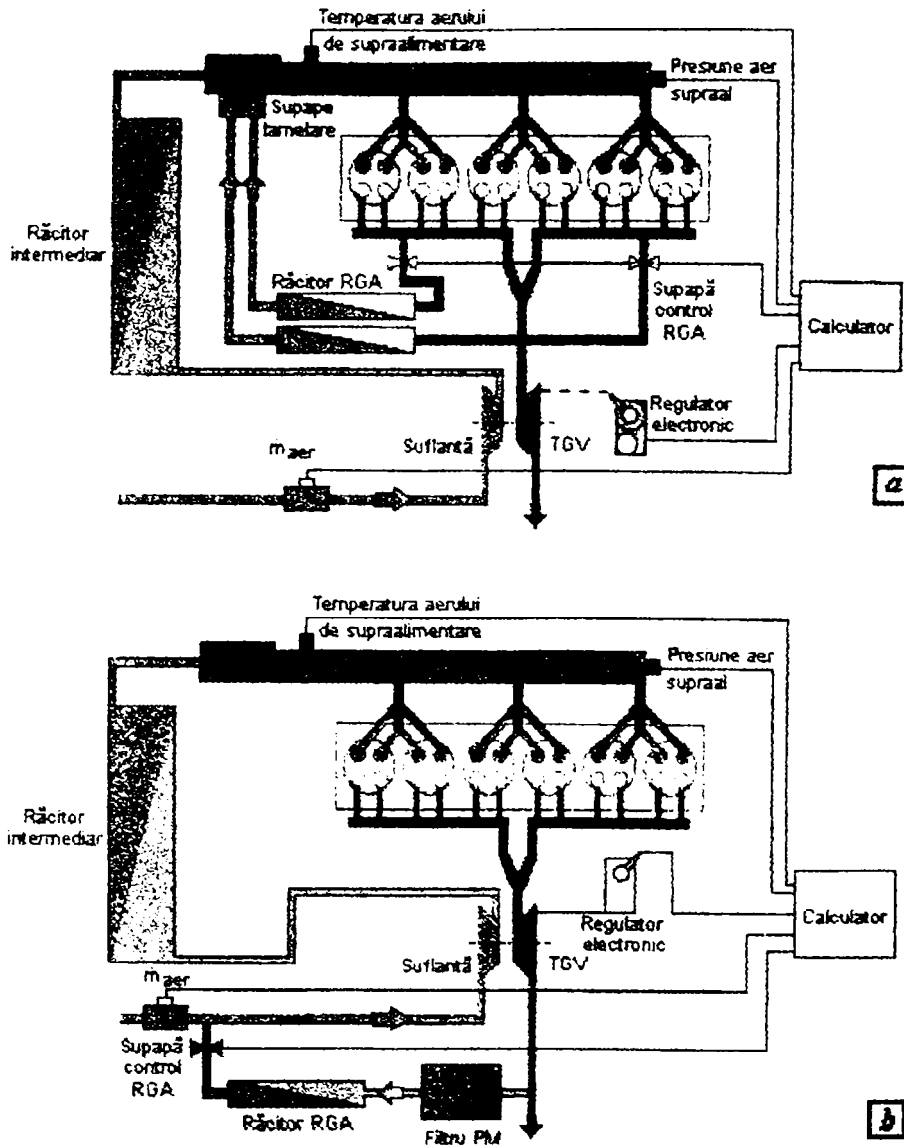 Temperatura aerului
de supraalimentare
Presiune aer
supraal
Supape
lamelare
Răcitor
intermediar
Răcitor RGA
Supapă
control
RGA
Calculator
Regulator
electronic
Suflantă
TGV
ṁ aer
a
Temperatura aerului
de supraalimentare
Presiune aer
supraal
Răcitor
intermediar
Calculator
Regulator
electronic
Suflantă
TGV
ṁ aer
Supapă
control
RGA
Răcitor RGA
Filtru PM
b